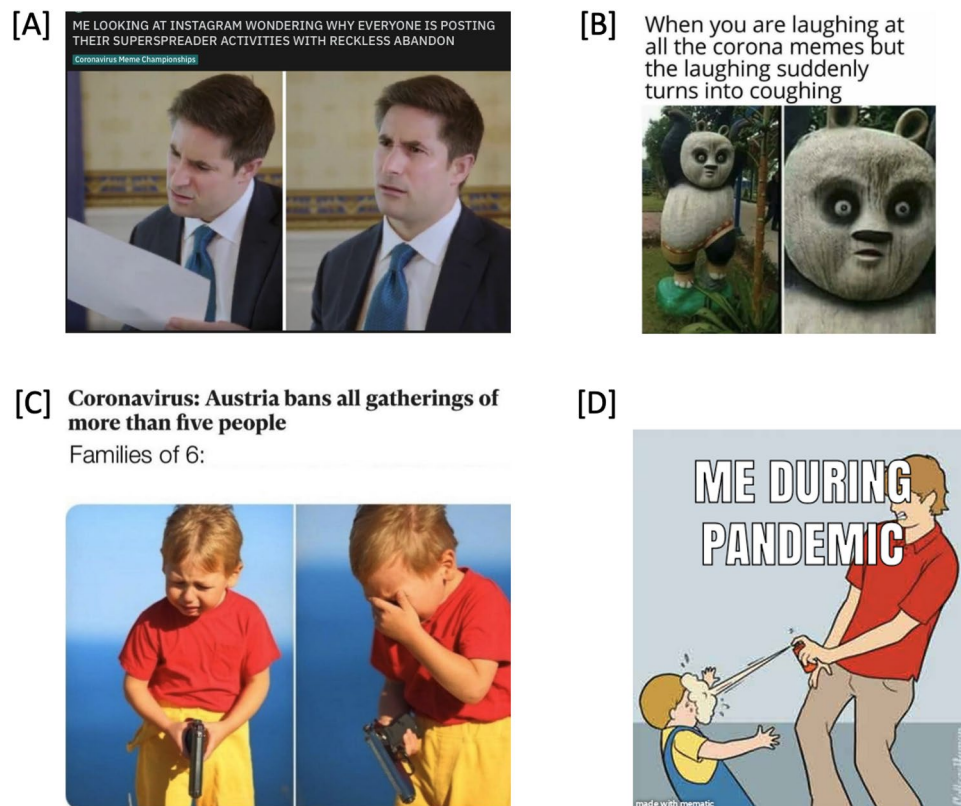 [A]
ME LOOKING AT INSTAGRAM WONDERING WHY EVERYONE IS POSTING
THEIR SUPERSPREADER ACTIVITIES WITH RECKLESS ABANDON
Coronavirus Meme Championships
[B]
When you are laughing at
all the corona memes but
the laughing suddenly
turns into coughing
[C]
Coronavirus: Austria bans all gatherings of
more than five people
Families of 6:
[D]
ME DURING
PANDEMIC
made with mematic